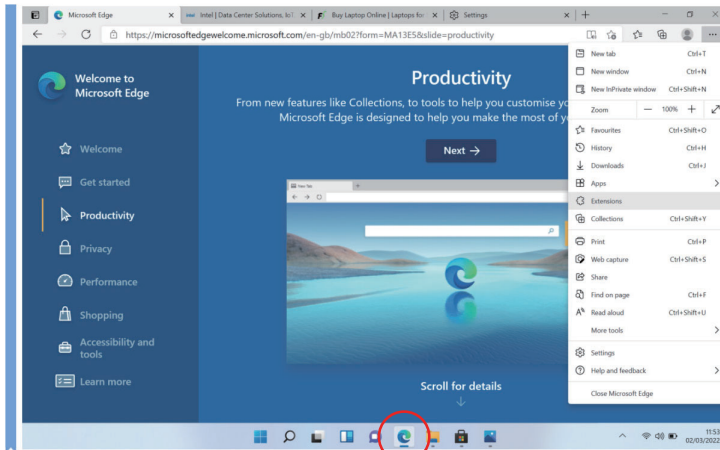 Microsoft Edge
Intel | Data Center Solutions, IoT
Buy Laptop Online | Laptops for
Settings
https://microsoftedgewelcome.microsoft.com/en-gb/mb02?form=MA13E5&slide=productivity
Welcome to
Microsoft Edge
Welcome
Get started
Productivity
Privacy
Performance
Shopping
Accessibility and
tools
Learn more
Productivity
From new features like Collections, to tools to help you customise yo
Microsoft Edge is designed to help you make the most of yo
Next →
New tab
Scroll for details
↓
New tab Ctrl+T
New window Ctrl+N
New InPrivate window Ctrl+Shift+N
Zoom — 100% +
Favourites Ctrl+Shift+O
History Ctrl+H
Downloads Ctrl+J
Apps
Extensions
Collections Ctrl+Shift+Y
Print Ctrl+P
Web capture Ctrl+Shift+S
Share
Find on page Ctrl+F
Read aloud Ctrl+Shift+U
More tools
Settings
Help and feedback
Close Microsoft Edge
11:53
02/03/2022